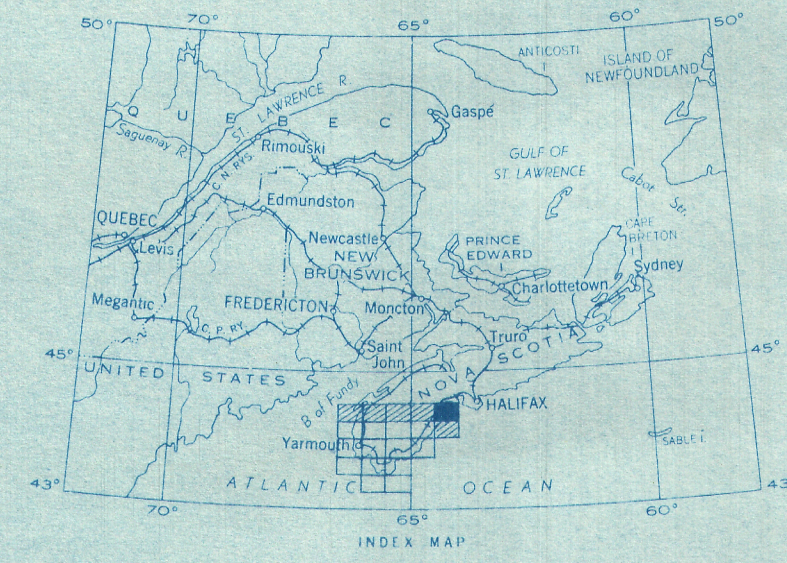 50° 70° 65° 60° 50°
ANTICOSTI
I
ISLAND OF
NEWFOUNDLAND
Q U E B E C
ST. LAWRENCE R
Gaspé
Saguenay R.
Rimouski
C.N.RYS.
GULF OF
ST. LAWRENCE
Cabot Str.
Edmundston
QUEBEC
Levis
CAPE
BRETON
I
Newcastle
NEW
BRUNSWICK
PRINCE
EDWARD
I
Sydney
Charlottetown
Megantic
FREDERICTON
Moncton
C.P.RY.
Truro
45°
Saint
John
NOVA SCOTIA
45°
UNITED STATES
B of Fundy
HALIFAX
Yarmouth
SABLE I.
43° ATLANTIC OCEAN 43
70° 65° 60°
INDEX MAP